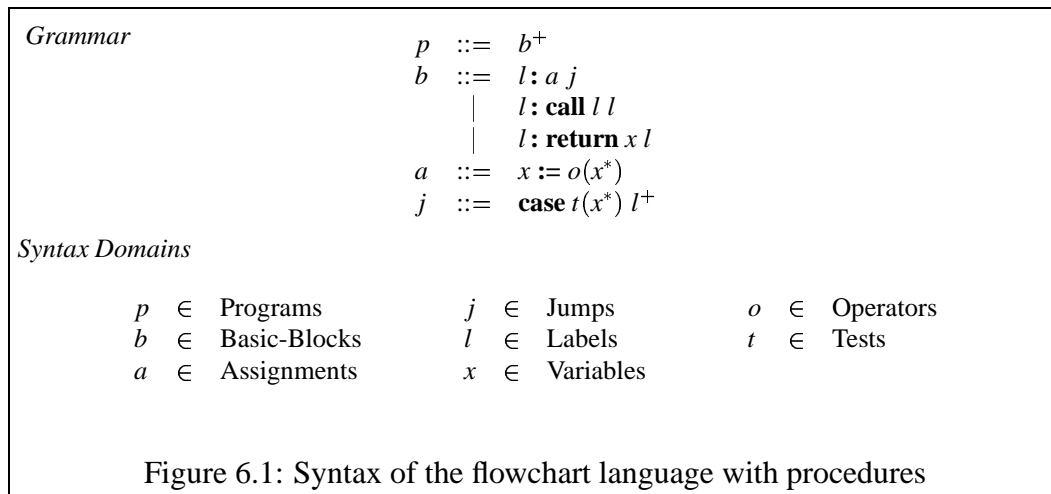 Grammar
p ::= b⁺
b ::= l: a j
| l: call l l
| l: return x l
a ::= x := o(x*)
j ::= case t(x*) l⁺
Syntax Domains
p ∈ Programs j ∈ Jumps o ∈ Operators
b ∈ Basic-Blocks l ∈ Labels t ∈ Tests
a ∈ Assignments x ∈ Variables
Figure 6.1: Syntax of the flowchart language with procedures